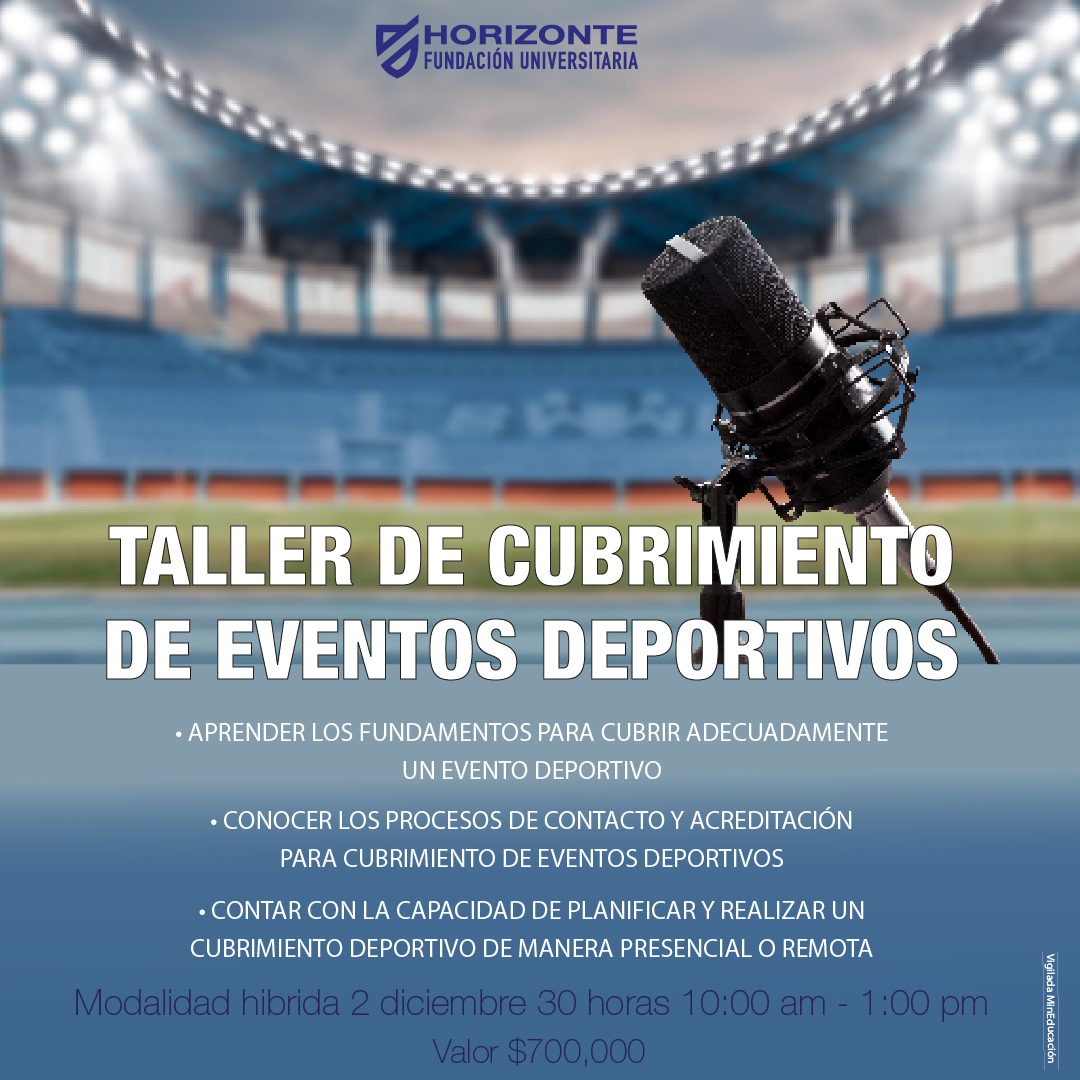 HORIZONTE
FUNDACIÓN UNIVERSITARIA
TALLER DE CUBRIMIENTO
DE EVENTOS DEPORTIVOS
• APRENDER LOS FUNDAMENTOS PARA CUBRIR ADECUADAMENTE
UN EVENTO DEPORTIVO
• CONOCER LOS PROCESOS DE CONTACTO Y ACREDITACIÓN
PARA CUBRIMIENTO DE EVENTOS DEPORTIVOS
• CONTAR CON LA CAPACIDAD DE PLANIFICAR Y REALIZAR UN
CUBRIMIENTO DEPORTIVO DE MANERA PRESENCIAL O REMOTA
Modalidad hibrida 2 diciembre 30 horas 10:00 am - 1:00 pm
Valor $700,000
Vigilada MinEducación